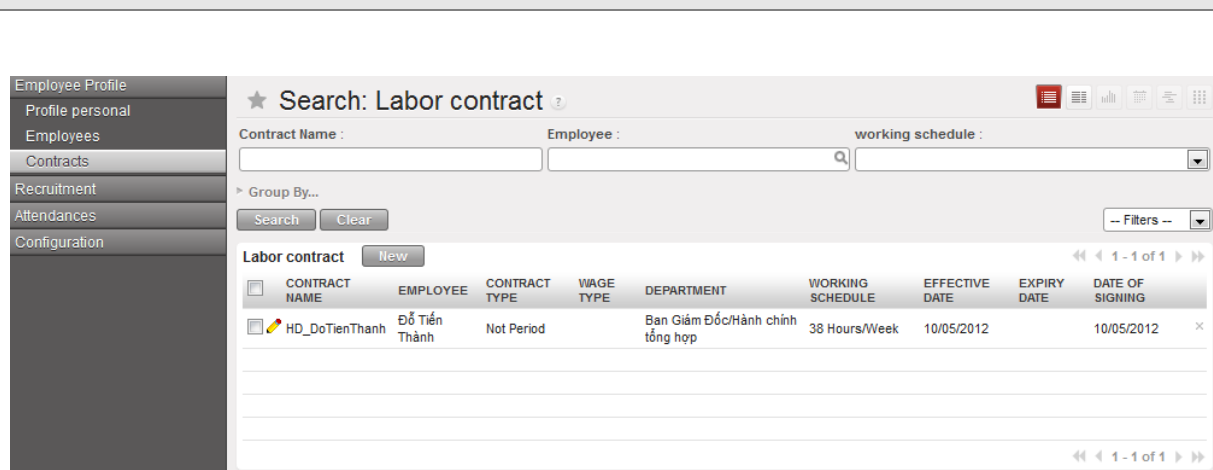 Employee Profile
Profile personal
Employees
Contracts
Recruitment
Attendances
Configuration
Search: Labor contract ?
Contract Name : Employee : working schedule :
Group By...
Search Clear -- Filters --
Labor contract New 1 - 1 of 1
CONTRACT NAME EMPLOYEE CONTRACT TYPE WAGE TYPE DEPARTMENT WORKING SCHEDULE EFFECTIVE DATE EXPIRY DATE DATE OF SIGNING
HD_DoTienThanh Đỗ Tiến Thành Not Period Ban Giám Đốc/Hành chính tổng hợp 38 Hours/Week 10/05/2012 10/05/2012
1 - 1 of 1